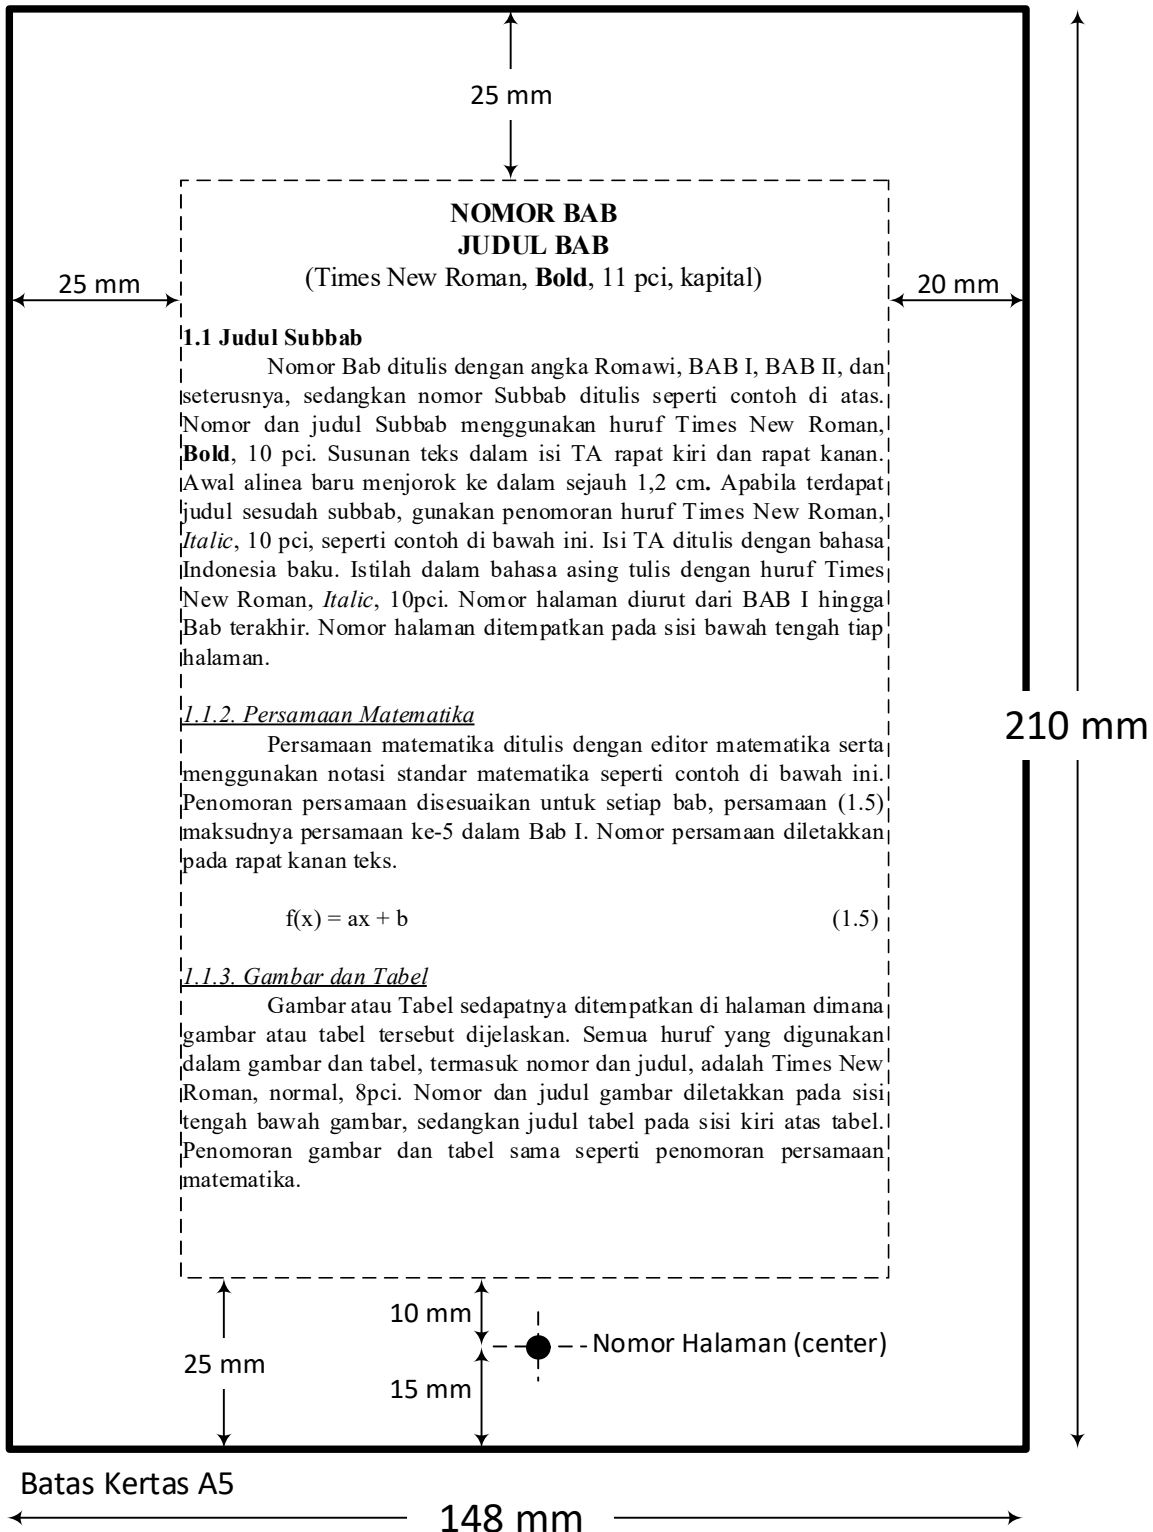 25 mm
NOMOR BAB
JUDUL BAB
(Times New Roman, Bold, 11 pci, kapital)
25 mm
20 mm
1.1 Judul Subbab
Nomor Bab ditulis dengan angka Romawi, BAB I, BAB II, dan
seterusnya, sedangkan nomor Subbab ditulis seperti contoh di atas.
Nomor dan judul Subbab menggunakan huruf Times New Roman,
Bold, 10 pci. Susunan teks dalam isi TA rapat kiri dan rapat kanan.
Awal alinea baru menjorok ke dalam sejauh 1,2 cm. Apabila terdapat
judul sesudah subbab, gunakan penomoran huruf Times New Roman,
Italic, 10 pci, seperti contoh di bawah ini. Isi TA ditulis dengan bahasa
Indonesia baku. Istilah dalam bahasa asing tulis dengan huruf Times
New Roman, Italic, 10pci. Nomor halaman diurut dari BAB I hingga
Bab terakhir. Nomor halaman ditempatkan pada sisi bawah tengah tiap
halaman.
1.1.2. Persamaan Matematika
Persamaan matematika ditulis dengan editor matematika serta
menggunakan notasi standar matematika seperti contoh di bawah ini.
Penomoran persamaan disesuaikan untuk setiap bab, persamaan (1.5)
maksudnya persamaan ke-5 dalam Bab I. Nomor persamaan diletakkan
pada rapat kanan teks.
f(x) = ax + b (1.5)
1.1.3. Gambar dan Tabel
Gambar atau Tabel sedapatnya ditempatkan di halaman dimana
gambar atau tabel tersebut dijelaskan. Semua huruf yang digunakan
dalam gambar dan tabel, termasuk nomor dan judul, adalah Times New
Roman, normal, 8pci. Nomor dan judul gambar diletakkan pada sisi
tengah bawah gambar, sedangkan judul tabel pada sisi kiri atas tabel.
Penomoran gambar dan tabel sama seperti penomoran persamaan
matematika.
210 mm
10 mm
Nomor Halaman (center)
25 mm
15 mm
Batas Kertas A5
148 mm